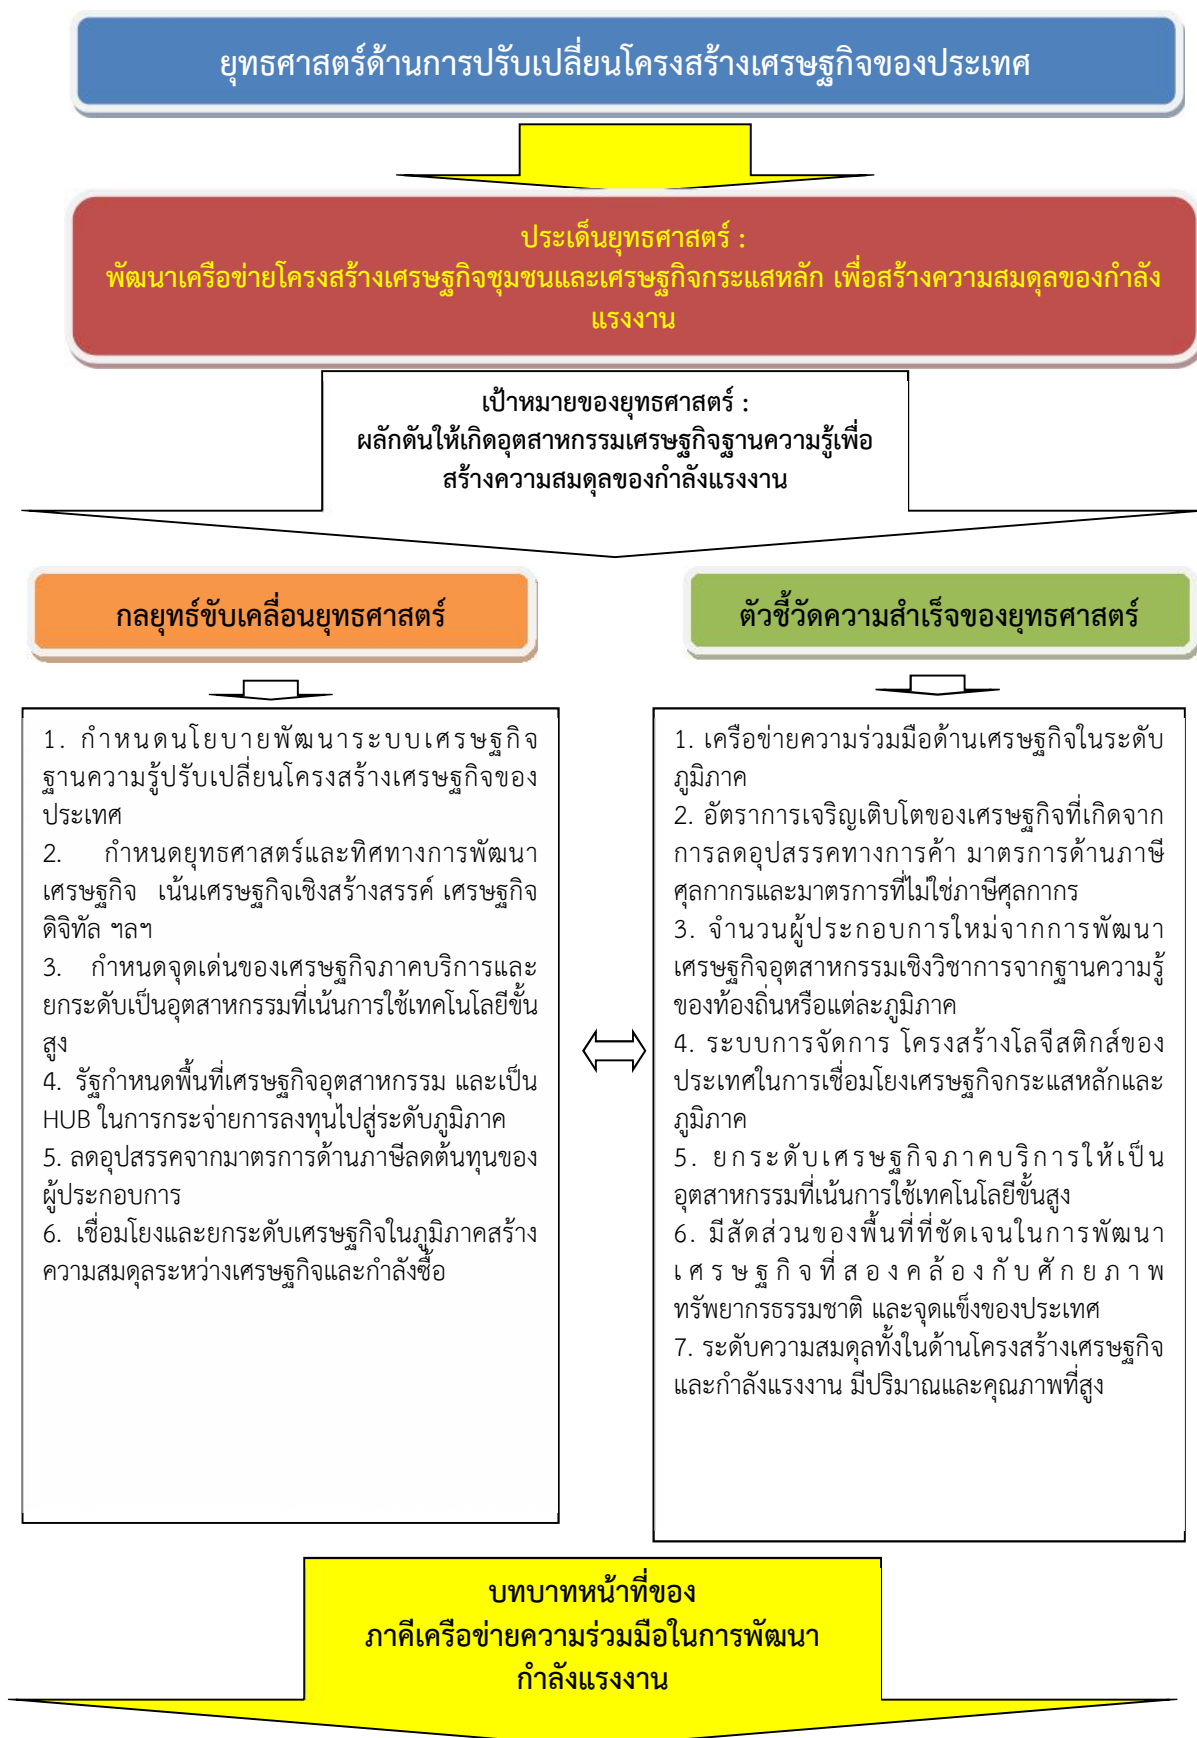 ยุทธศาสตร์ด้านการปรับเปลี่ยนโครงสร้างเศรษฐกิจของประเทศ
ประเด็นยุทธศาสตร์ :
พัฒนาเครือข่ายโครงสร้างเศรษฐกิจชุมชนและเศรษฐกิจกระแสหลัก เพื่อสร้างความสมดุลของกำลัง
แรงงาน
เป้าหมายของยุทธศาสตร์ :
ผลักดันให้เกิดอุตสาหกรรมเศรษฐกิจฐานความรู้เพื่อ
สร้างความสมดุลของกำลังแรงงาน
กลยุทธ์ขับเคลื่อนยุทธศาสตร์
1. กำหนดนโยบายพัฒนาระบบเศรษฐกิจ
ฐานความรู้ปรับเปลี่ยนโครงสร้างเศรษฐกิจของ
ประเทศ
2. กำหนดยุทธศาสตร์และทิศทางการพัฒนา
เศรษฐกิจ เน้นเศรษฐกิจเชิงสร้างสรรค์ เศรษฐกิจ
ดิจิทัล ฯลฯ
3. กำหนดจุดเด่นของเศรษฐกิจภาคบริการและ
ยกระดับเป็นอุตสาหกรรมที่เน้นการใช้เทคโนโลยีขั้น
สูง
4. รัฐกำหนดพื้นที่เศรษฐกิจอุตสาหกรรม และเป็น
HUB ในการกระจ่ายการลงทุนไปสู่ระดับภูมิภาค
5. ลดอุปสรรคจากมาตรการด้านภาษีลดต้นทุนของ
ผู้ประกอบการ
6. เชื่อมโยงและยกระดับเศรษฐกิจในภูมิภาคสร้าง
ความสมดุลระหว่างเศรษฐกิจและกำลังซื้อ
ตัวชี้วัดความสำเร็จของยุทธศาสตร์
1. เครือข่ายความร่วมมือด้านเศรษฐกิจในระดับ
ภูมิภาค
2. อัตราการเจริญเติบโตของเศรษฐกิจที่เกิดจาก
การลดอุปสรรคทางการค้า มาตรการด้านภาษี
ศุลกากรและมาตรการที่ไม่ใช่ภาษีศุลกากร
3. จำนวนผู้ประกอบการใหม่จากการพัฒนา
เศรษฐกิจอุตสาหกรรมเชิงวิชาการจากฐานความรู้
ของท้องถิ่นหรือแต่ละภูมิภาค
4. ระบบการจัดการ โครงสร้างโลจีสติกส์ของ
ประเทศในการเชื่อมโยงเศรษฐกิจกระแสหลักและ
ภูมิภาค
5. ยกระดับเศรษฐกิจภาคบริการให้เป็น
อุตสาหกรรมที่เน้นการใช้เทคโนโลยีขั้นสูง
6. มีสัดส่วนของพื้นที่ที่ชัดเจนในการพัฒนา
เศรษฐกิจที่สองคล้องกับศักยภาพ
ทรัพยากรธรรมชาติ และจุดแข็งของประเทศ
7. ระดับความสมดุลทั้งในด้านโครงสร้างเศรษฐกิจ
และกำลังแรงงาน มีปริมาณและคุณภาพที่สูง
บทบาทหน้าที่ของ
ภาคีเครือข่ายความร่วมมือในการพัฒนา
กำลังแรงงาน